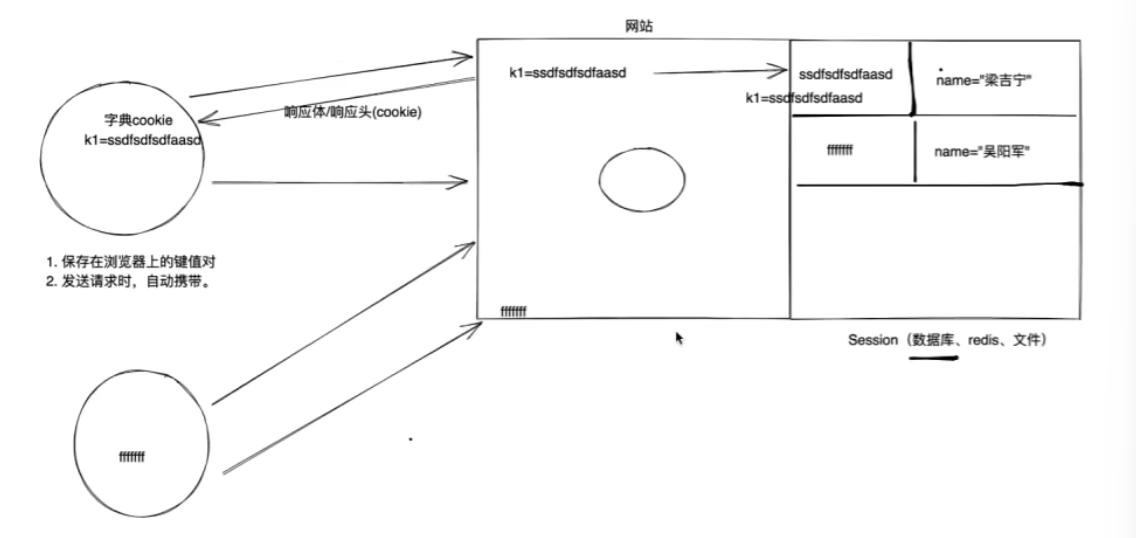 网站
k1=ssdfsdfsdfaasd
ssdfsdfsdfaasd
name="梁吉宁"
k1=ssdfsdfsdfaasd
响应体/响应头(cookie)
字典cookie
k1=ssdfsdfsdfaasd
fffffff
name="吴阳军"
1. 保存在浏览器上的键值对
2. 发送请求时，自动携带。
fffffff
Session（数据库、redis、文件）
fffffff